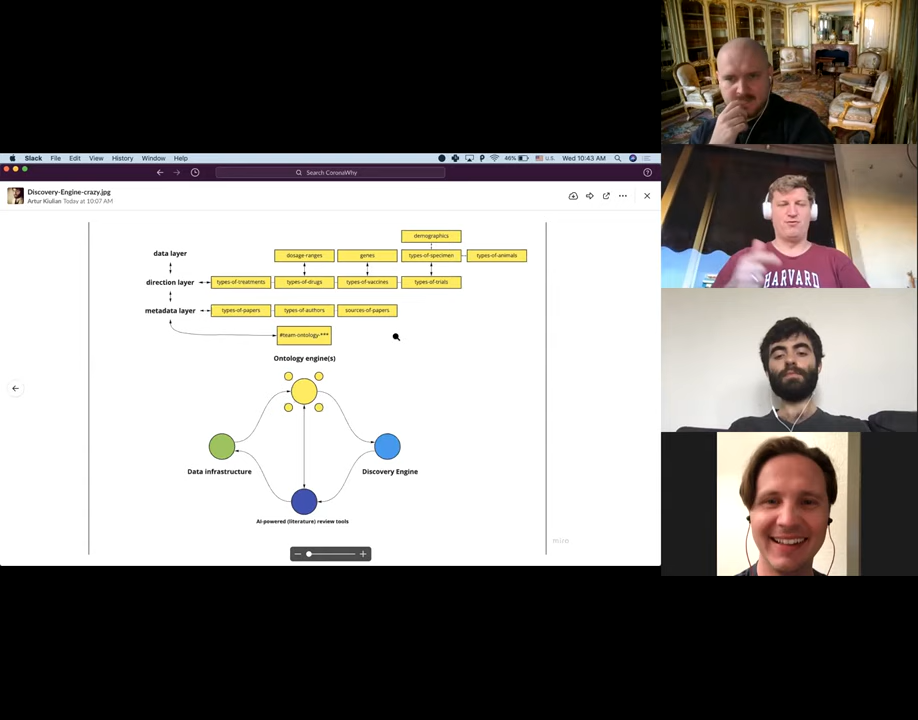 Slack File Edit View History Window Help
46% U.S. Wed 10:43 AM
Search CoronaWhy
Discovery-Engine-crazy.jpg
Artur Kiulian Today at 10:07 AM
demographics
data layer
dosage-ranges genes types-of-specimen types-of-animals
direction layer
types-of-treatments types-of-drugs types-of-vaccines types-of-trials
metadata layer
types-of-papers types-of-authors sources-of-papers
#team-ontology-***
Ontology engine(s)
Data infrastructure
Discovery Engine
AI-powered (literature) review tools
miro
HARVARD